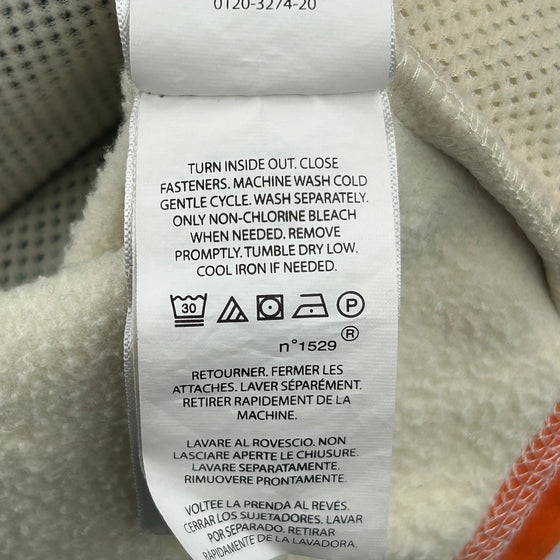 0120-3274-20
TURN INSIDE OUT. CLOSE
FASTENERS. MACHINE WASH COLD
GENTLE CYCLE. WASH SEPARATELY.
ONLY NON-CHLORINE BLEACH
WHEN NEEDED. REMOVE
PROMPTLY. TUMBLE DRY LOW.
COOL IRON IF NEEDED.
30 P
n°1529 ®
RETOURNER. FERMER LES
ATTACHES. LAVER SÉPARÉMENT.
RETIRER RAPIDEMENT DE LA
MACHINE.
LAVARE AL ROVESCIO. NON
LASCIARE APERTE LE CHIUSURE.
LAVARE SEPARATAMENTE.
RIMUOVERE PRONTAMENTE.
VOLTEE LA PRENDA AL REVÉS.
CERRAR LOS SUJETADORES. LAVAR
POR SEPARADO. RETIRAR
RÁPIDAMENTE DE LA LAVADORA.